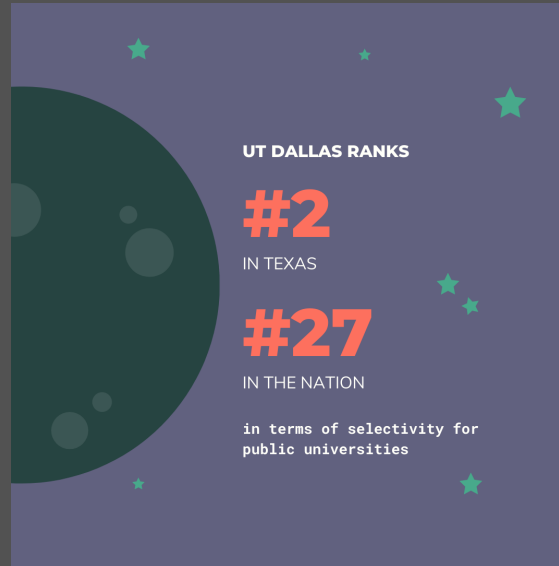 UT DALLAS RANKS
#2
IN TEXAS
#27
IN THE NATION
in terms of selectivity for
public universities